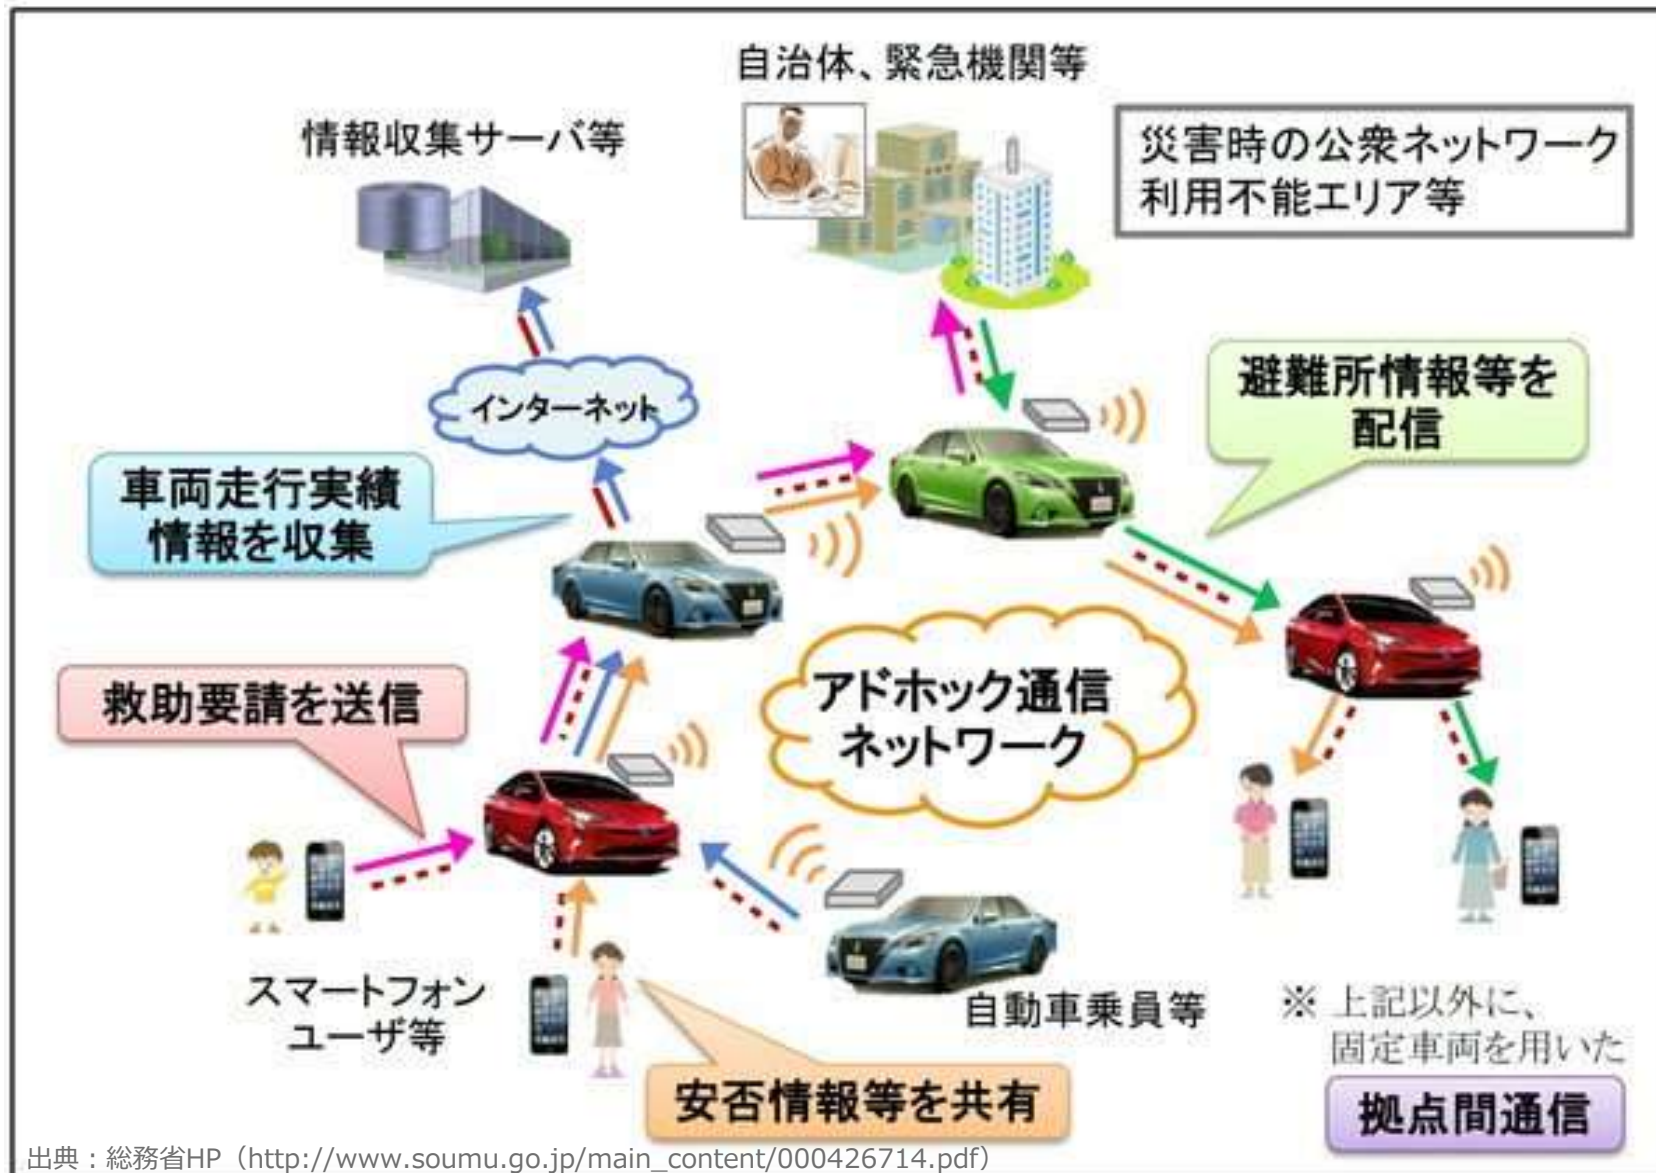 自治体、緊急機関等
情報収集サーバ等
災害時の公衆ネットワーク
利用不能エリア等
インターネット
避難所情報等を
配信
車両走行実績
情報を収集
救助要請を送信
アドホック通信
ネットワーク
スマートフォン
ユーザ等
自動車乗員等
※ 上記以外に、
固定車両を用いた
拠点間通信
安否情報等を共有
出典：総務省HP（http://www.soumu.go.jp/main_content/000426714.pdf）